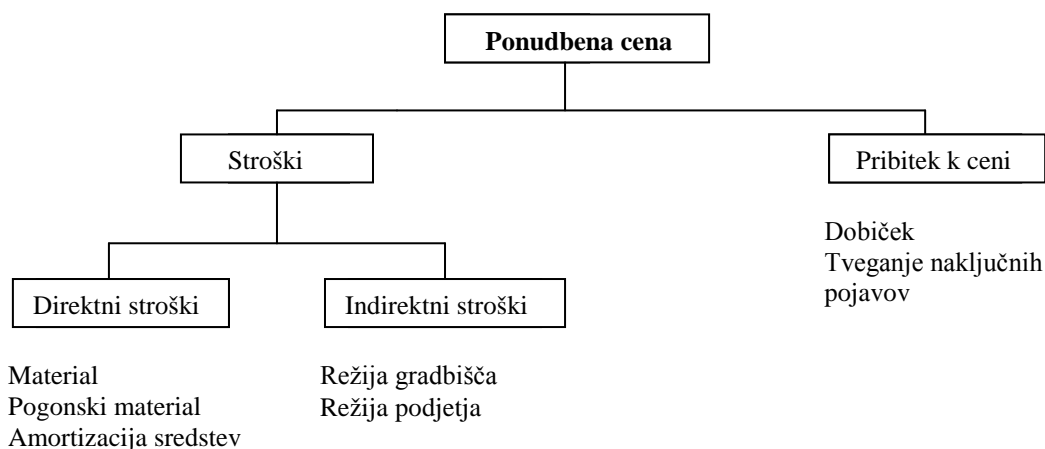 Ponudbena cena
Stroški
Pribitek k ceni
Dobiček
Tveganje naključnih
pojavov
Direktni stroški
Indirektni stroški
Material
Pogonski material
Amortizacija sredstev
Režija gradbišča
Režija podjetja